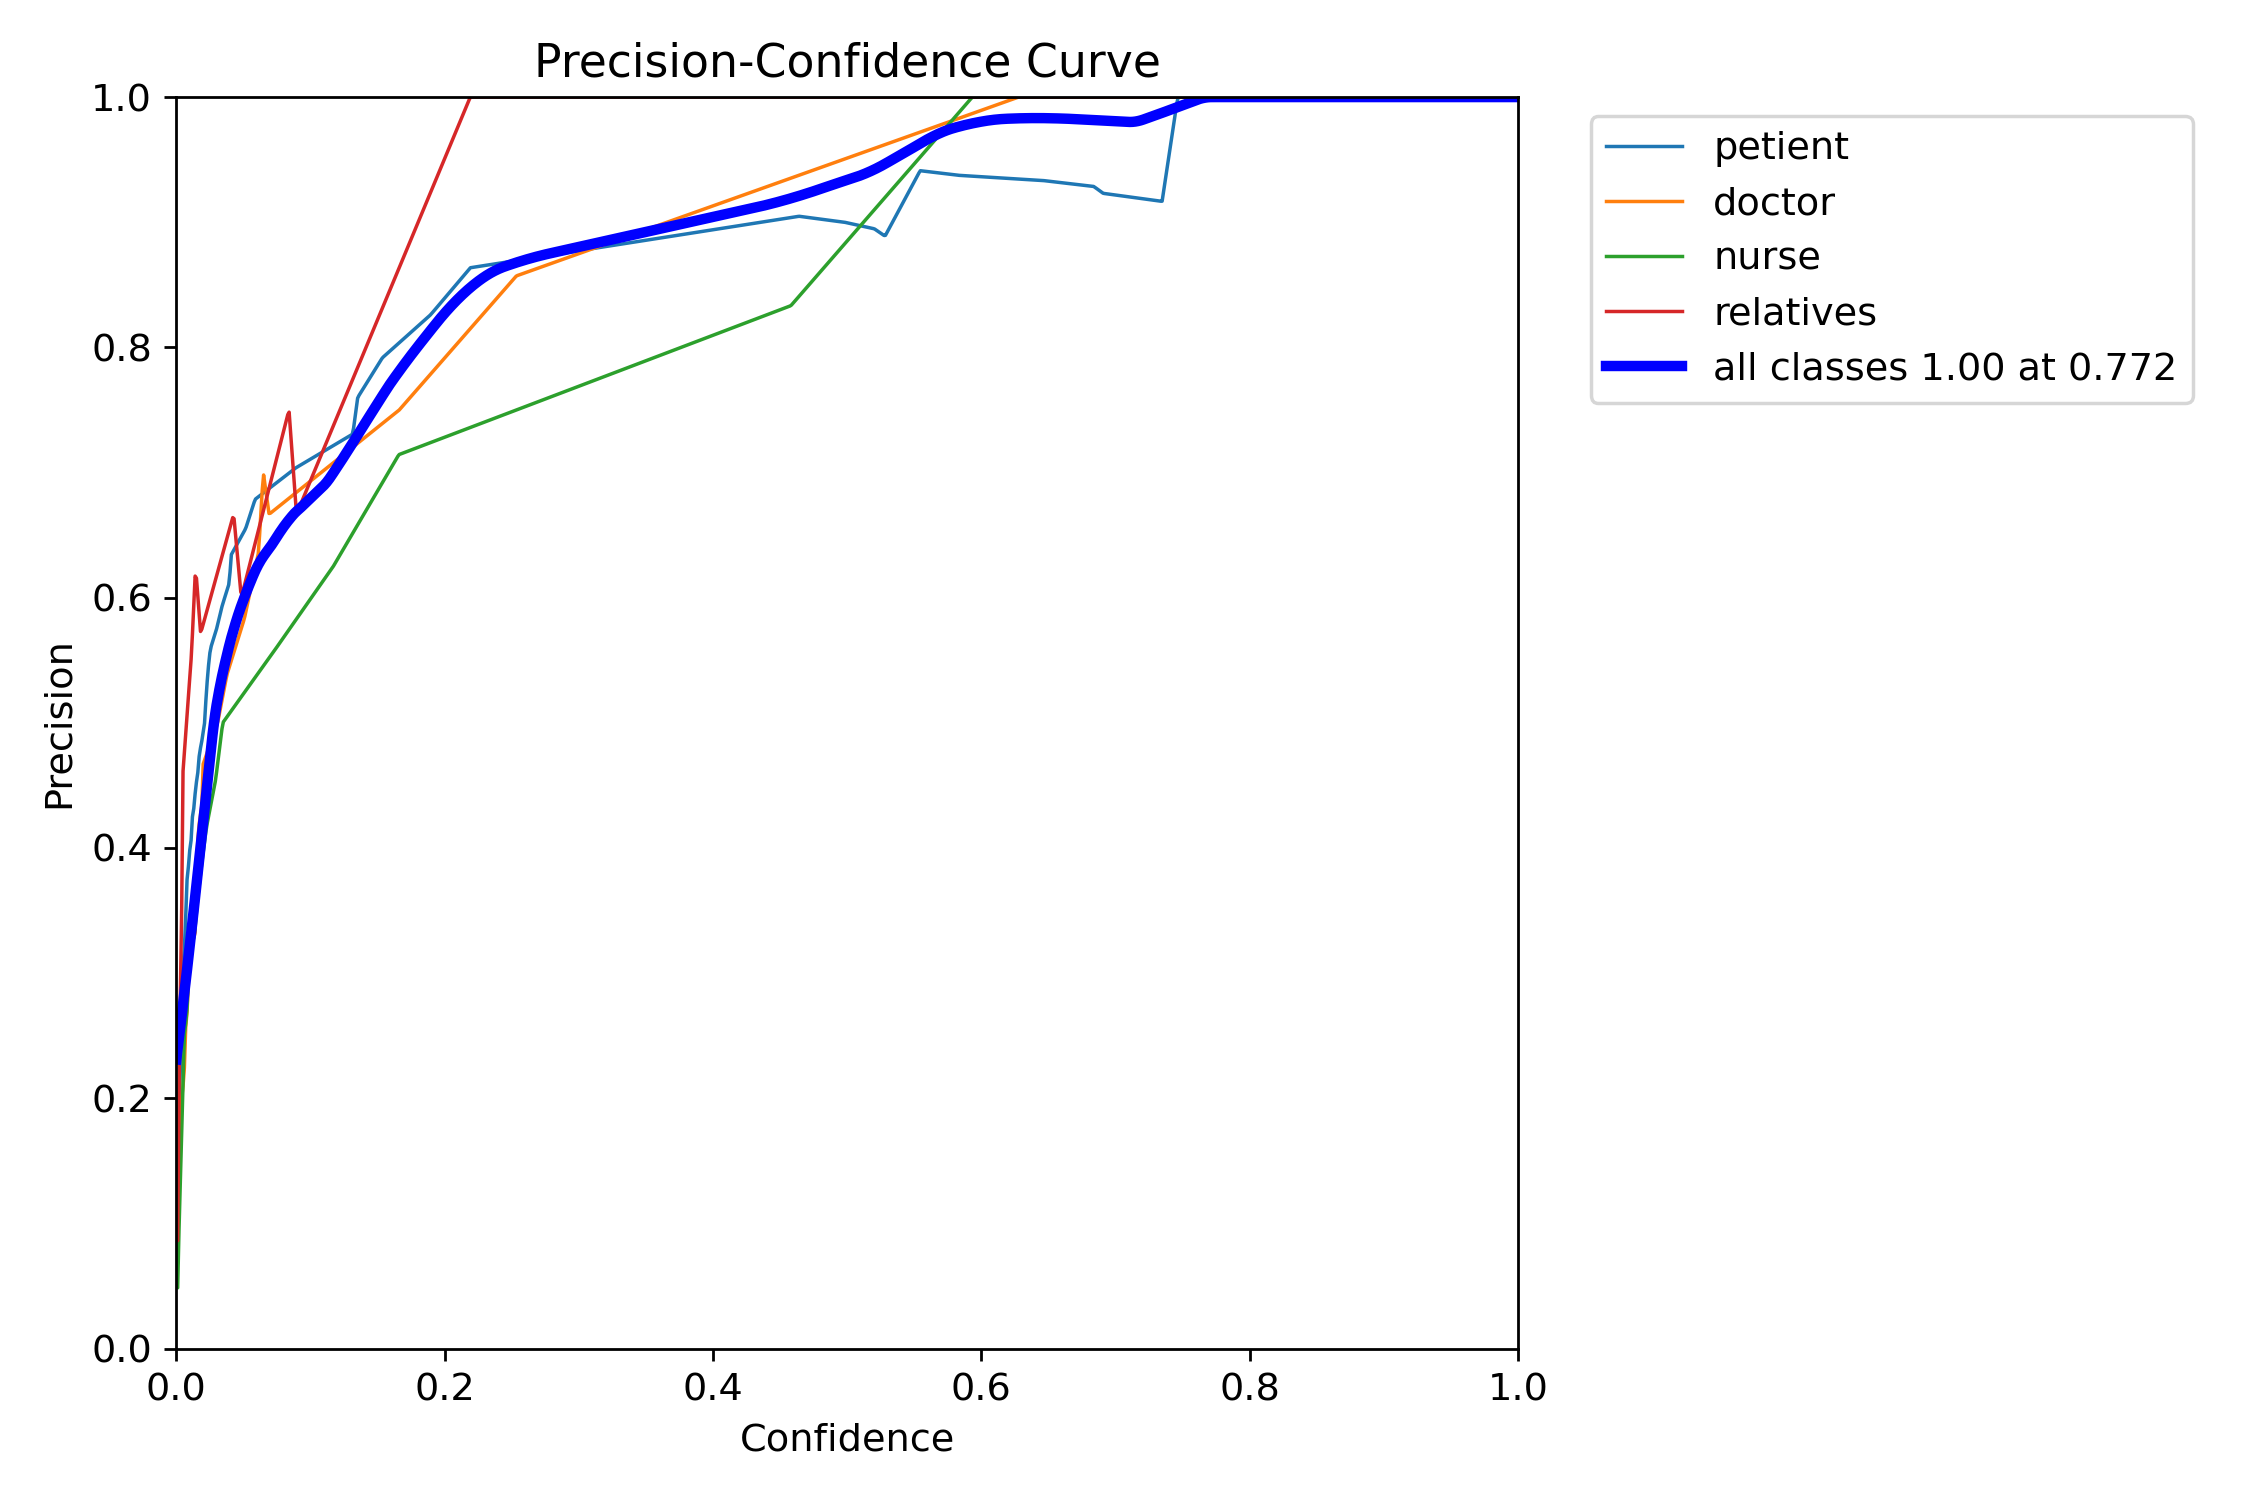 Precision-Confidence Curve
1.0
0.8
0.6
0.4
0.2
0.0
Precision
0.0 0.2 0.4 0.6 0.8 1.0
Confidence
petient
doctor
nurse
relatives
all classes 1.00 at 0.772